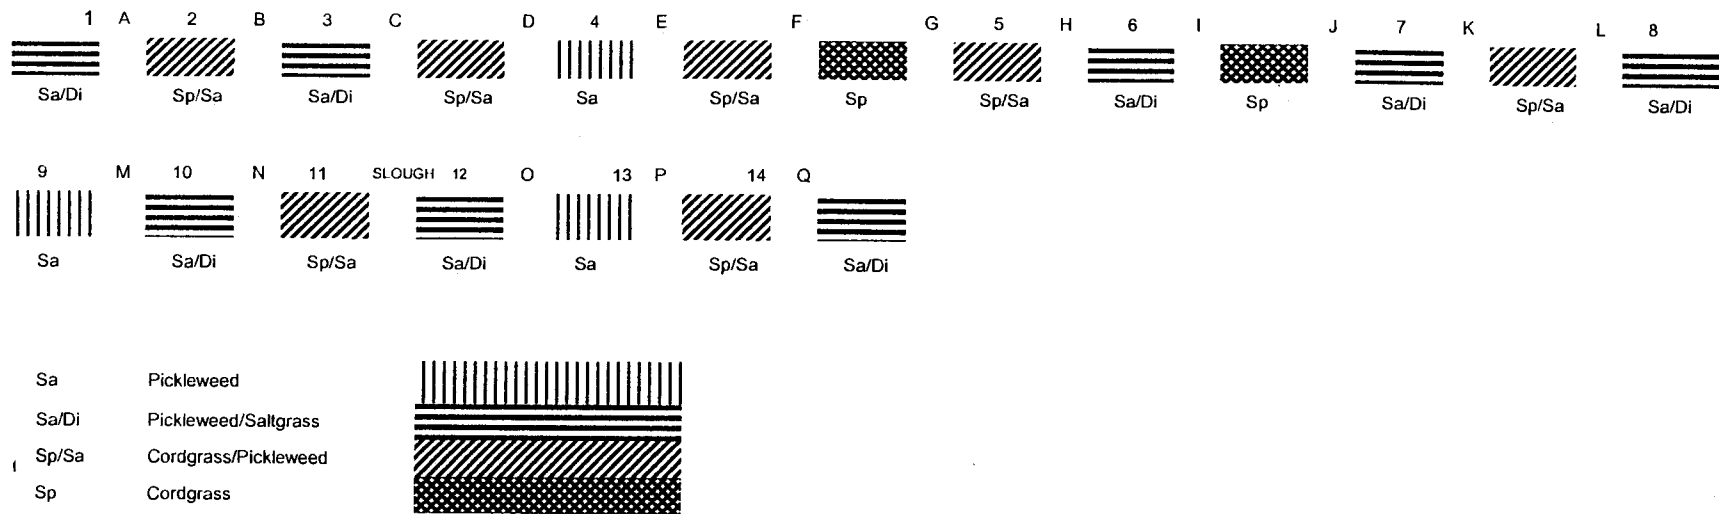 1 A 2 B 3 C D 4 E F G 5 H 6 I J 7 K L 8
Sa/Di Sp/Sa Sa/Di Sp/Sa Sa Sp/Sa Sp Sp/Sa Sa/Di Sp Sa/Di Sp/Sa Sa/Di
9 M 10 N 11 SLOUGH 12 O 13 P 14 Q
Sa Sa/Di Sp/Sa Sa/Di Sa Sp/Sa Sa/Di
Sa Pickleweed
Sa/Di Pickleweed/Saltgrass
Sp/Sa Cordgrass/Pickleweed
Sp Cordgrass